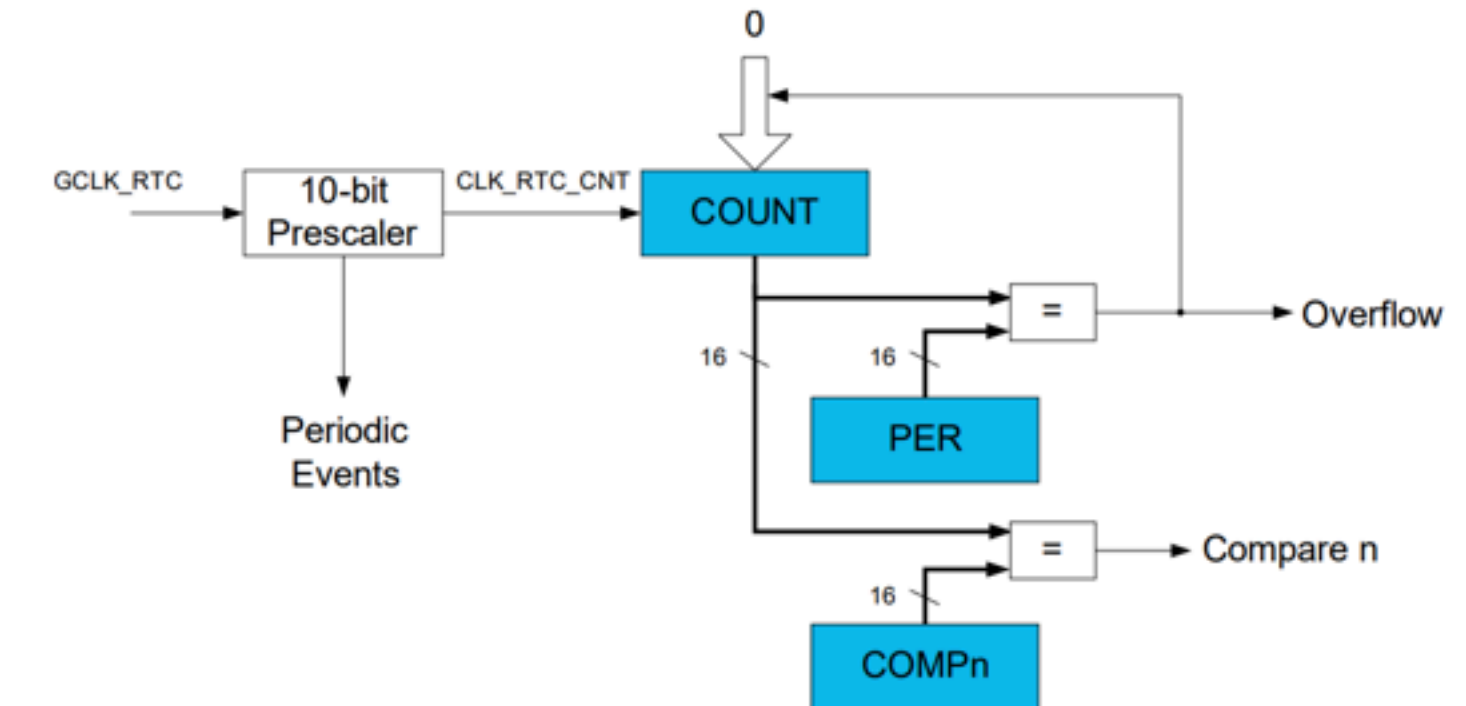 0
GCLK_RTC
10-bit
Prescaler
CLK_RTC_CNT
COUNT
=
Overflow
16
16
PER
Periodic
Events
=
Compare n
16
COMPn